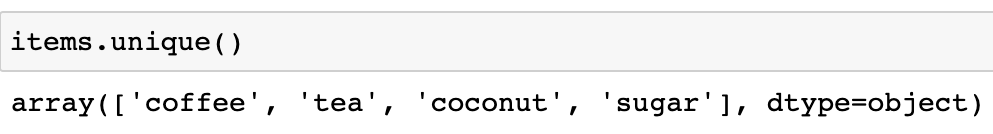 items.unique()
array(['coffee', 'tea', 'coconut', 'sugar'], dtype=object)